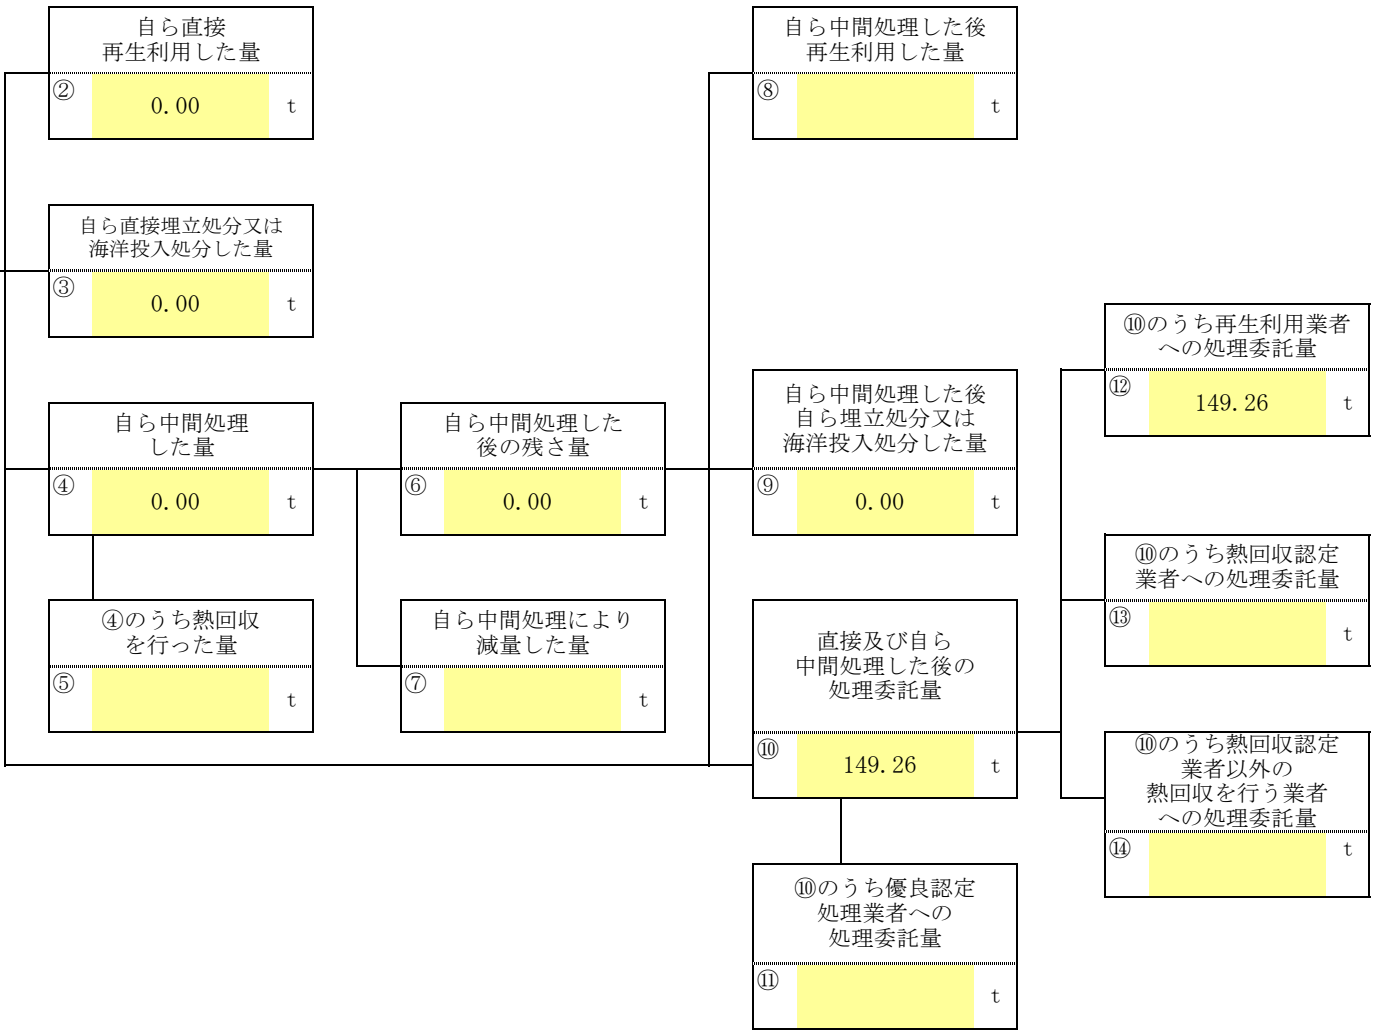 自ら直接
再生利用した量
②
0.00
t
自ら直接埋立処分又は
海洋投入処分した量
③
0.00
t
自ら中間処理
した量
④
0.00
t
④のうち熱回収
を行った量
⑤
t
自ら中間処理した
後の残さ量
⑥
0.00
t
自ら中間処理により
減量した量
⑦
t
自ら中間処理した後
再生利用した量
⑧
t
自ら中間処理した後
自ら埋立処分又は
海洋投入処分した量
⑨
0.00
t
直接及び自ら
中間処理した後の
処理委託量
⑩
149.26
t
⑩のうち優良認定
処理業者への
処理委託量
⑪
t
⑩のうち再生利用業者
への処理委託量
⑫
149.26
t
⑩のうち熱回収認定
業者への処理委託量
⑬
t
⑩のうち熱回収認定
業者以外の
熱回収を行う業者
への処理委託量
⑭
t